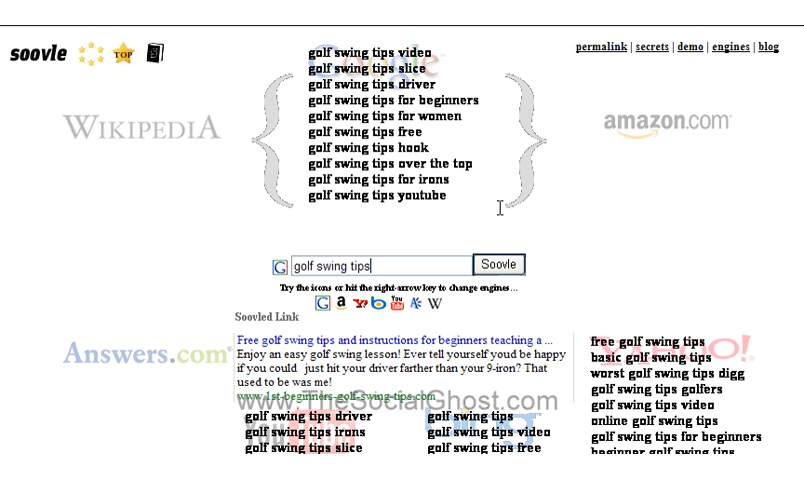 soovle TOP permalink | secrets | demo | engines | blog
Google
golf swing tips video
golf swing tips slice
golf swing tips driver
golf swing tips for beginners
golf swing tips for women
golf swing tips free
golf swing tips hook
golf swing tips over the top
golf swing tips for irons
golf swing tips youtube
WIKIPEDIA
amazon.com
golf swing tips Soovle
Try the icons or hit the right-arrow key to change engines...
Soovled Link
Answers.com
Free golf swing tips and instructions for beginners teaching a ...
Enjoy an easy golf swing lesson! Ever tell yourself youd be happy
if you could just hit your driver farther than your 9-iron? That
used to be was me!
www.1st-beginners-golf-swing-tips.com
www.TheSocialGhost.com
YouTube
golf swing tips driver
golf swing tips irons
golf swing tips slice
bing
golf swing tips
golf swing tips video
golf swing tips free
YAHOO!
free golf swing tips
basic golf swing tips
worst golf swing tips digg
golf swing tips golfers
golf swing tips video
online golf swing tips
golf swing tips for beginners
beginner golf swing tips